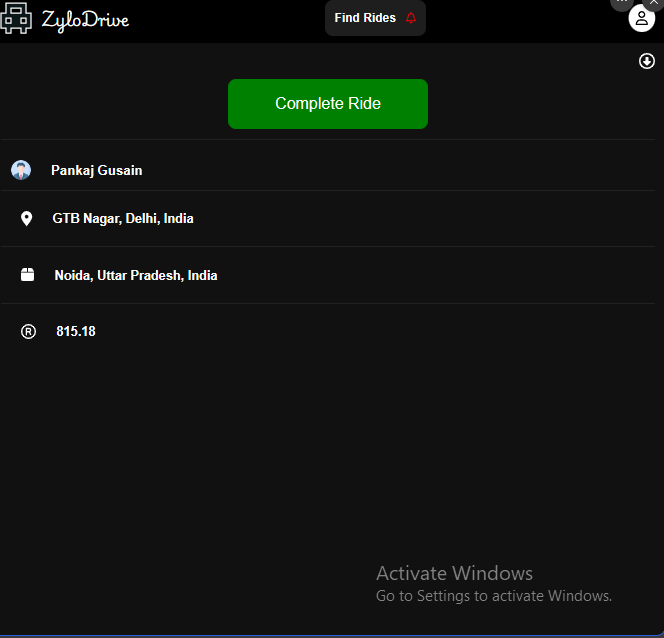 ZyloDrive
Find Rides
Complete Ride
Pankaj Gusain
GTB Nagar, Delhi, India
Noida, Uttar Pradesh, India
® 815.18
Activate Windows
Go to Settings to activate Windows.